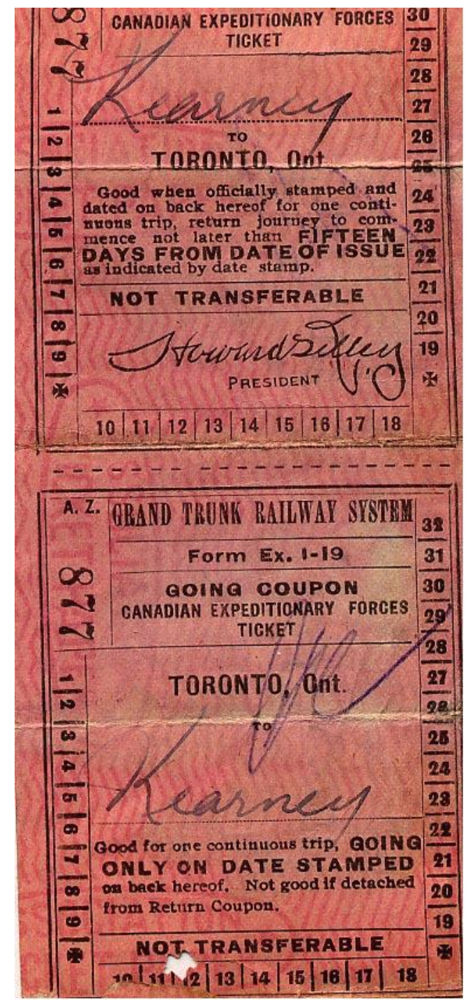 877
CANADIAN EXPEDITIONARY FORCES
TICKET
Kearney
TO
TORONTO, Ont.
Good when officially stamped and
dated on back hereof for one conti-
nuous trip, return journey to com-
mence not later than FIFTEEN
DAYS FROM DATE OF ISSUE
as indicated by date stamp.
NOT TRANSFERABLE
Howard
PRESIDENT
1 2 3 4 5 6 7 8 9 ✠
10 11 12 13 14 15 16 17 18
30
29
28
27
26
25
24
23
22
21
20
19
✠
A. Z.
GRAND TRUNK RAILWAY SYSTEM
877
Form Ex. 1-19
GOING COUPON
CANADIAN EXPEDITIONARY FORCES
TICKET
TORONTO, Ont.
TO
Kearney
Good for one continuous trip, GOING
ONLY ON DATE STAMPED
on back hereof. Not good if detached
from Return Coupon.
NOT TRANSFERABLE
1 2 3 4 5 6 7 8 9 ✠
10 11 12 13 14 15 16 17 18
32
31
30
29
28
27
26
25
24
23
22
21
20
19
✠